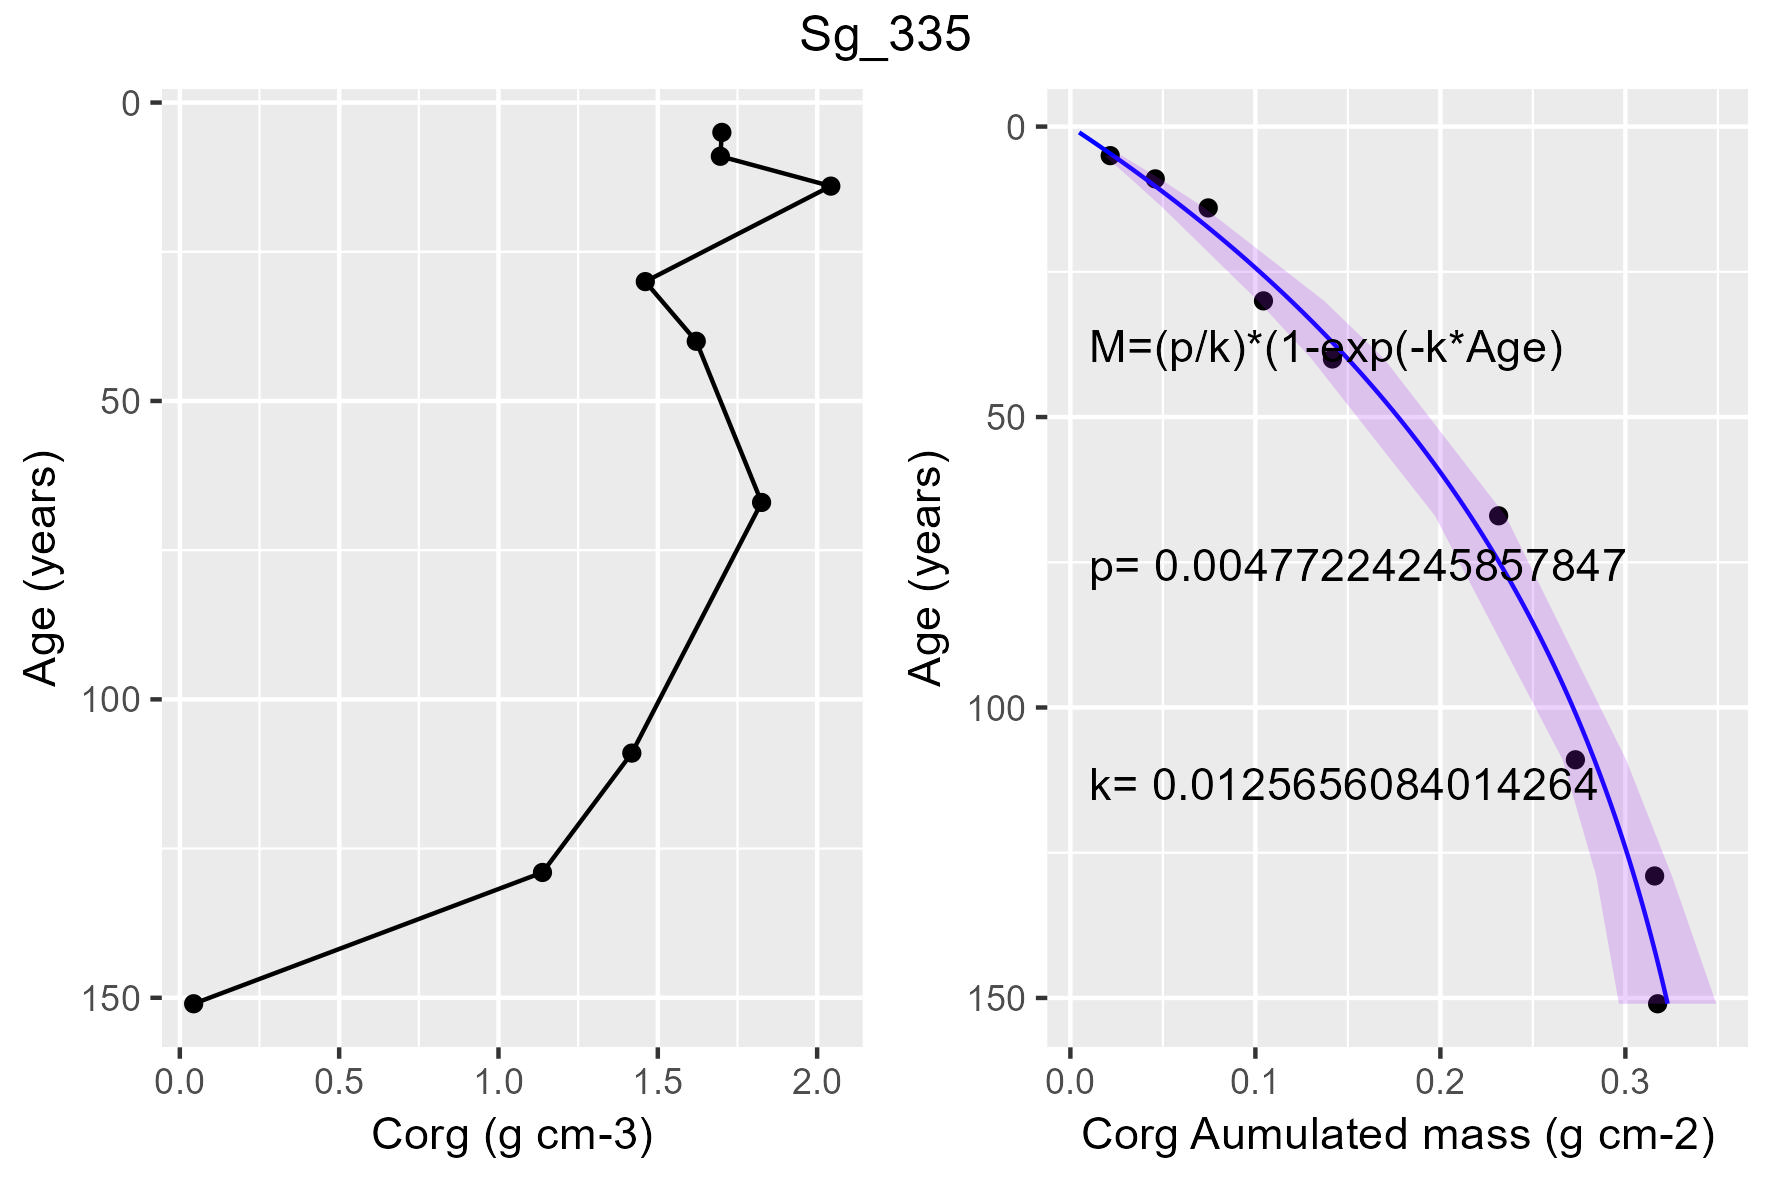 Sg_335
0
50
100
150
Age (years)
0.0 0.5 1.0 1.5 2.0
Corg (g cm-3)
0
50
100
150
Age (years)
M=(p/k)*(1-exp(-k*Age)
p= 0.00477224245857847
k= 0.0125656084014264
0.0 0.1 0.2 0.3
Corg Aumulated mass (g cm-2)